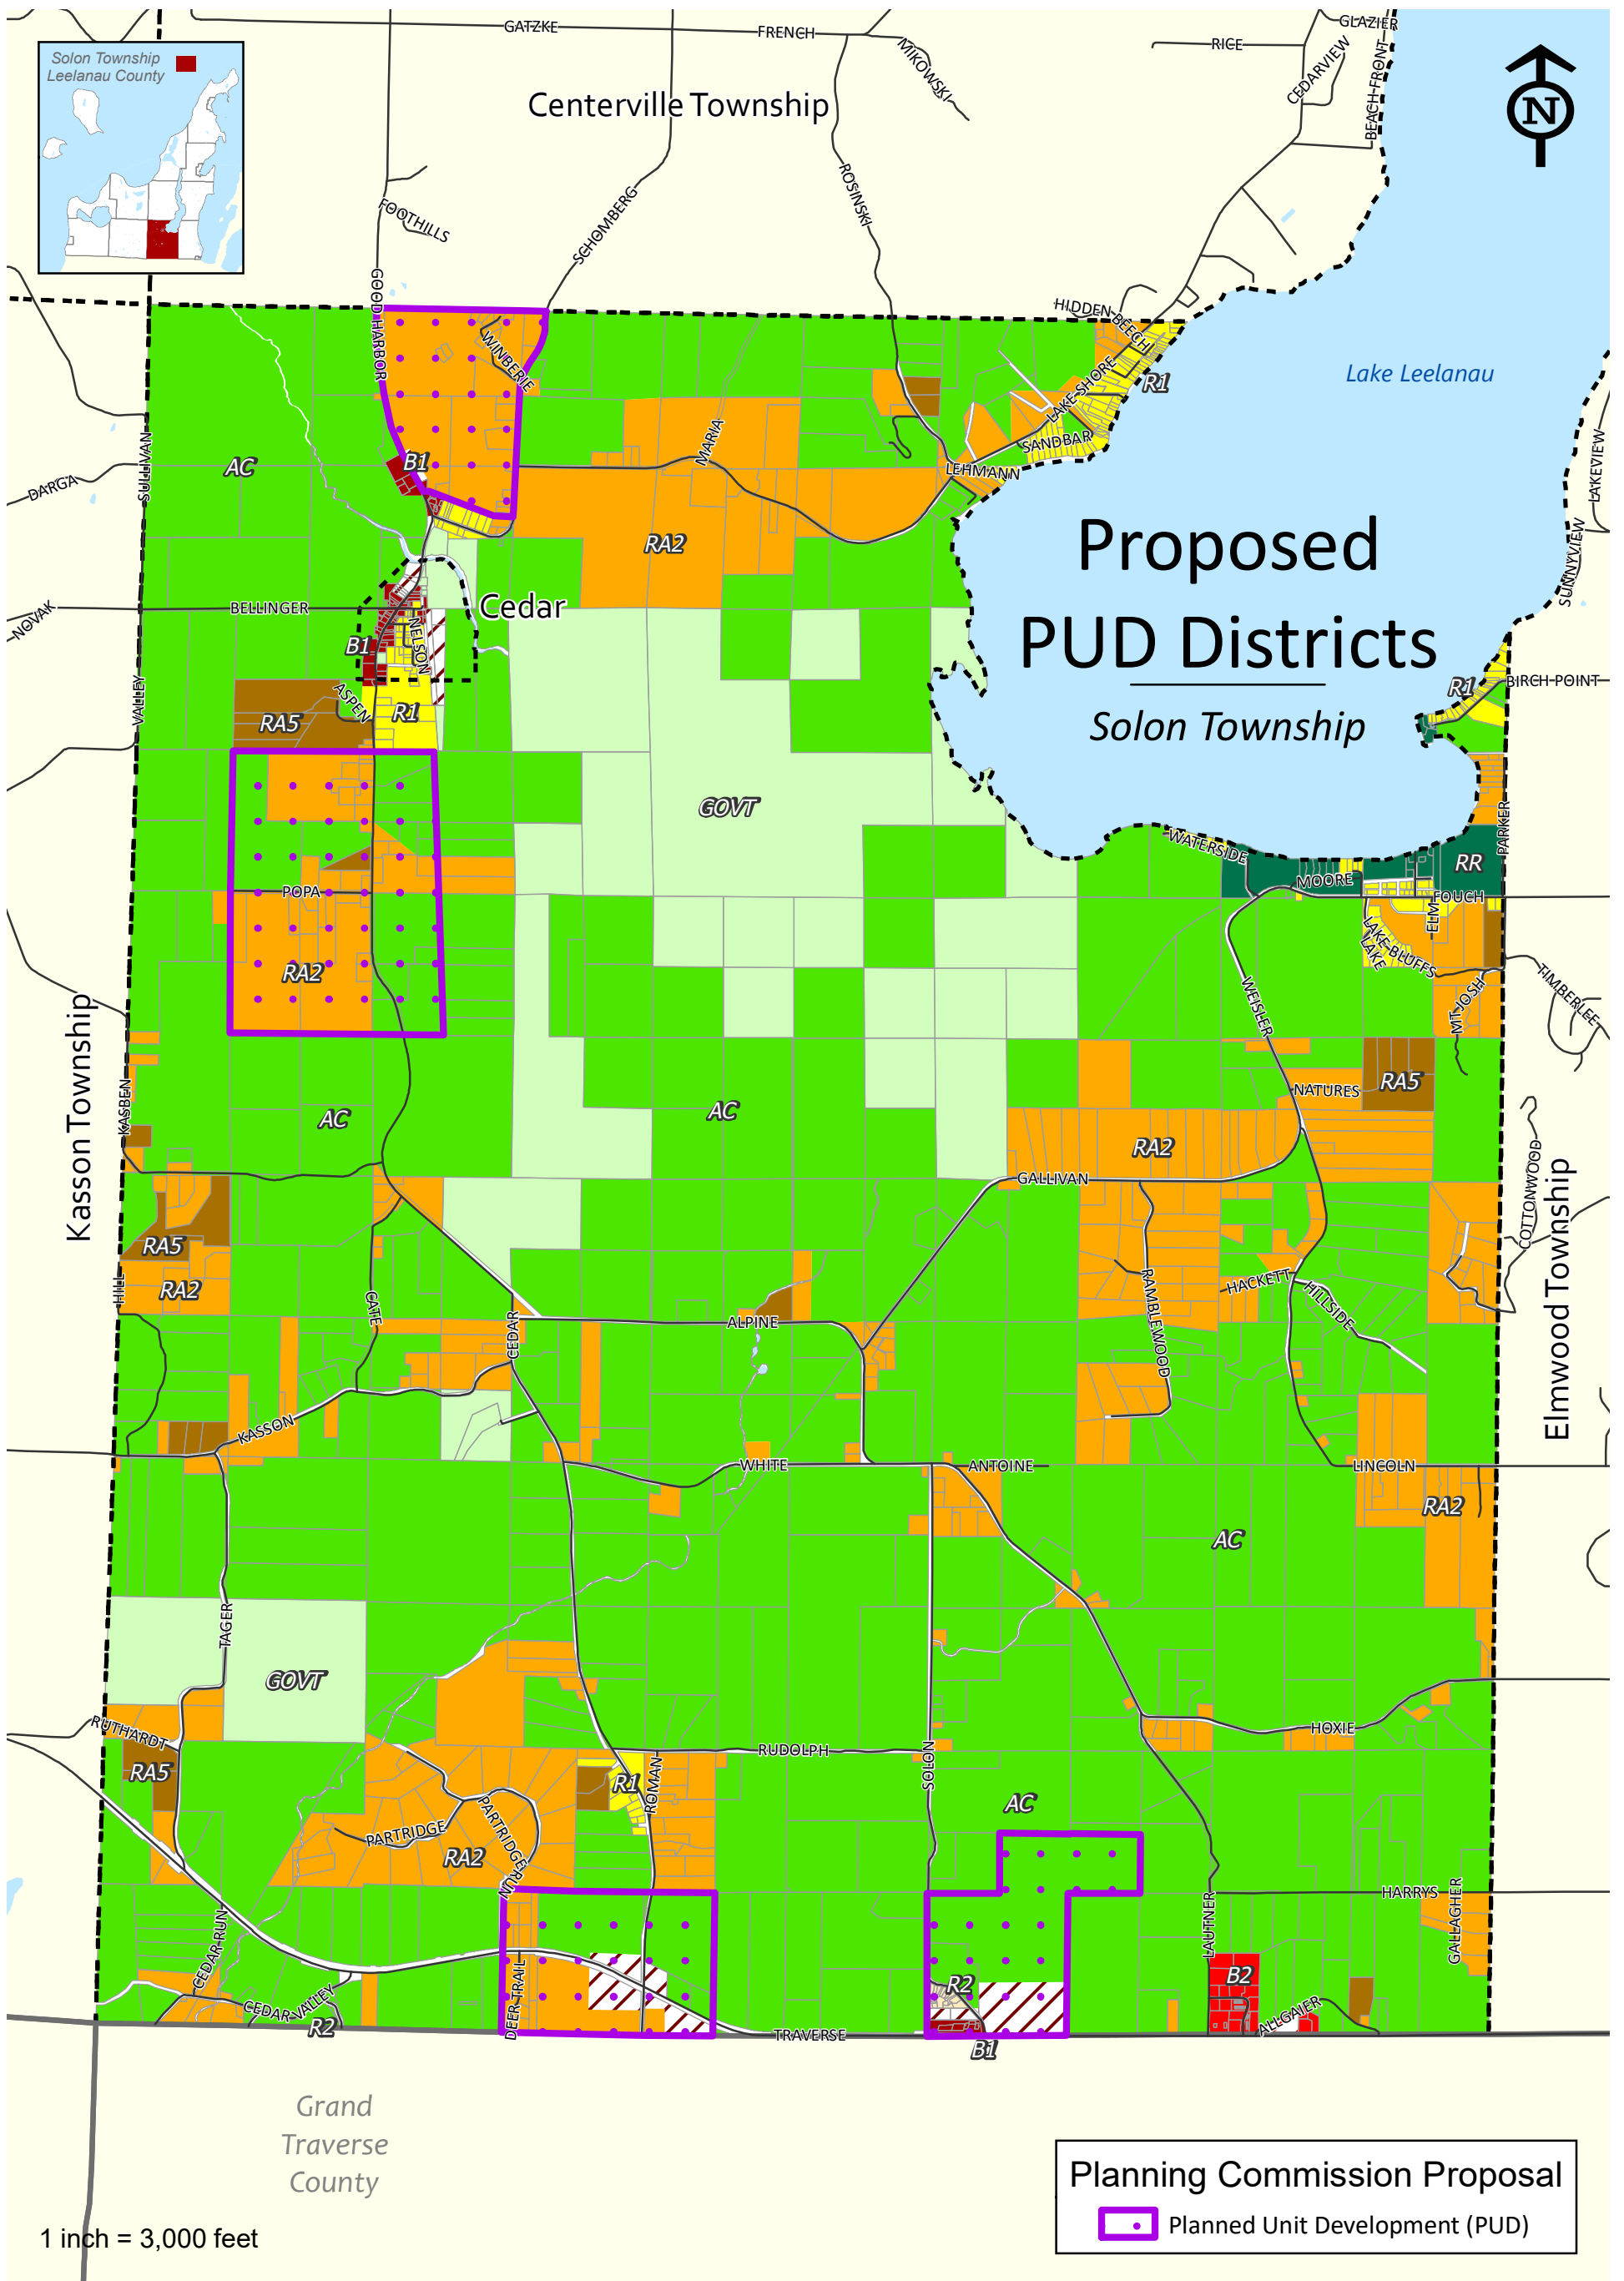 GATZKE
FRENCH
MIKOWSKI
RICE
GLAZIER
CEDARVIEW
BEACH-FRONT
Solon Township
Leelanau County
Centerville Township
N
FOOTHILLS
SCHOMBERG
ROSINSKI
GOOD HARBOR
HIDDEN BEECH
WINBERIE
R1
Lake Leelanau
LAKE SHORE
SANDBAR
LEHMANN
MARIA
B1
AC
SULLIVAN
DARGA
LAKEVIEW
SUNNYVIEW
RA2
Proposed
PUD Districts
Solon Township
NOVAK
BELLINGER
Cedar
NELSON
B1
ASPEN
RA5
R1
VALLEY
R1
BIRCH POINT
GOVT
PARKER
WATERSIDE
MOORE
RR
ELM
FOUCH
POPA
RA2
LAKE BLUFFS
LAKE
WEISLER
MT JOSH
TIMBERLEE
Kasson Township
KASBEN
AC
AC
NATURES
RA5
RA2
GALLIVAN
COTTONWOOD
Elmwood Township
RA5
RA2
HILL
CATE
CEDAR
ALPINE
RAMBLEWOOD
HACKETT
HILLSIDE
KASSON
WHITE
ANTOINE
LINCOLN
RA2
AC
TAGER
GOVT
RUTHARDT
RA5
RUDOLPH
HOXIE
R1
ROMAN
SOLON
AC
PARTRIDGE
PARTRIDGE RUN
RA2
LAUTNER
HARRYS
GALLAGHER
CEDAR RUN
CEDAR VALLEY
R2
DEER TRAIL
R2
B2
ALLGAIER
TRAVERSE
B1
Grand
Traverse
County
Planning Commission Proposal
Planned Unit Development (PUD)
1 inch = 3,000 feet